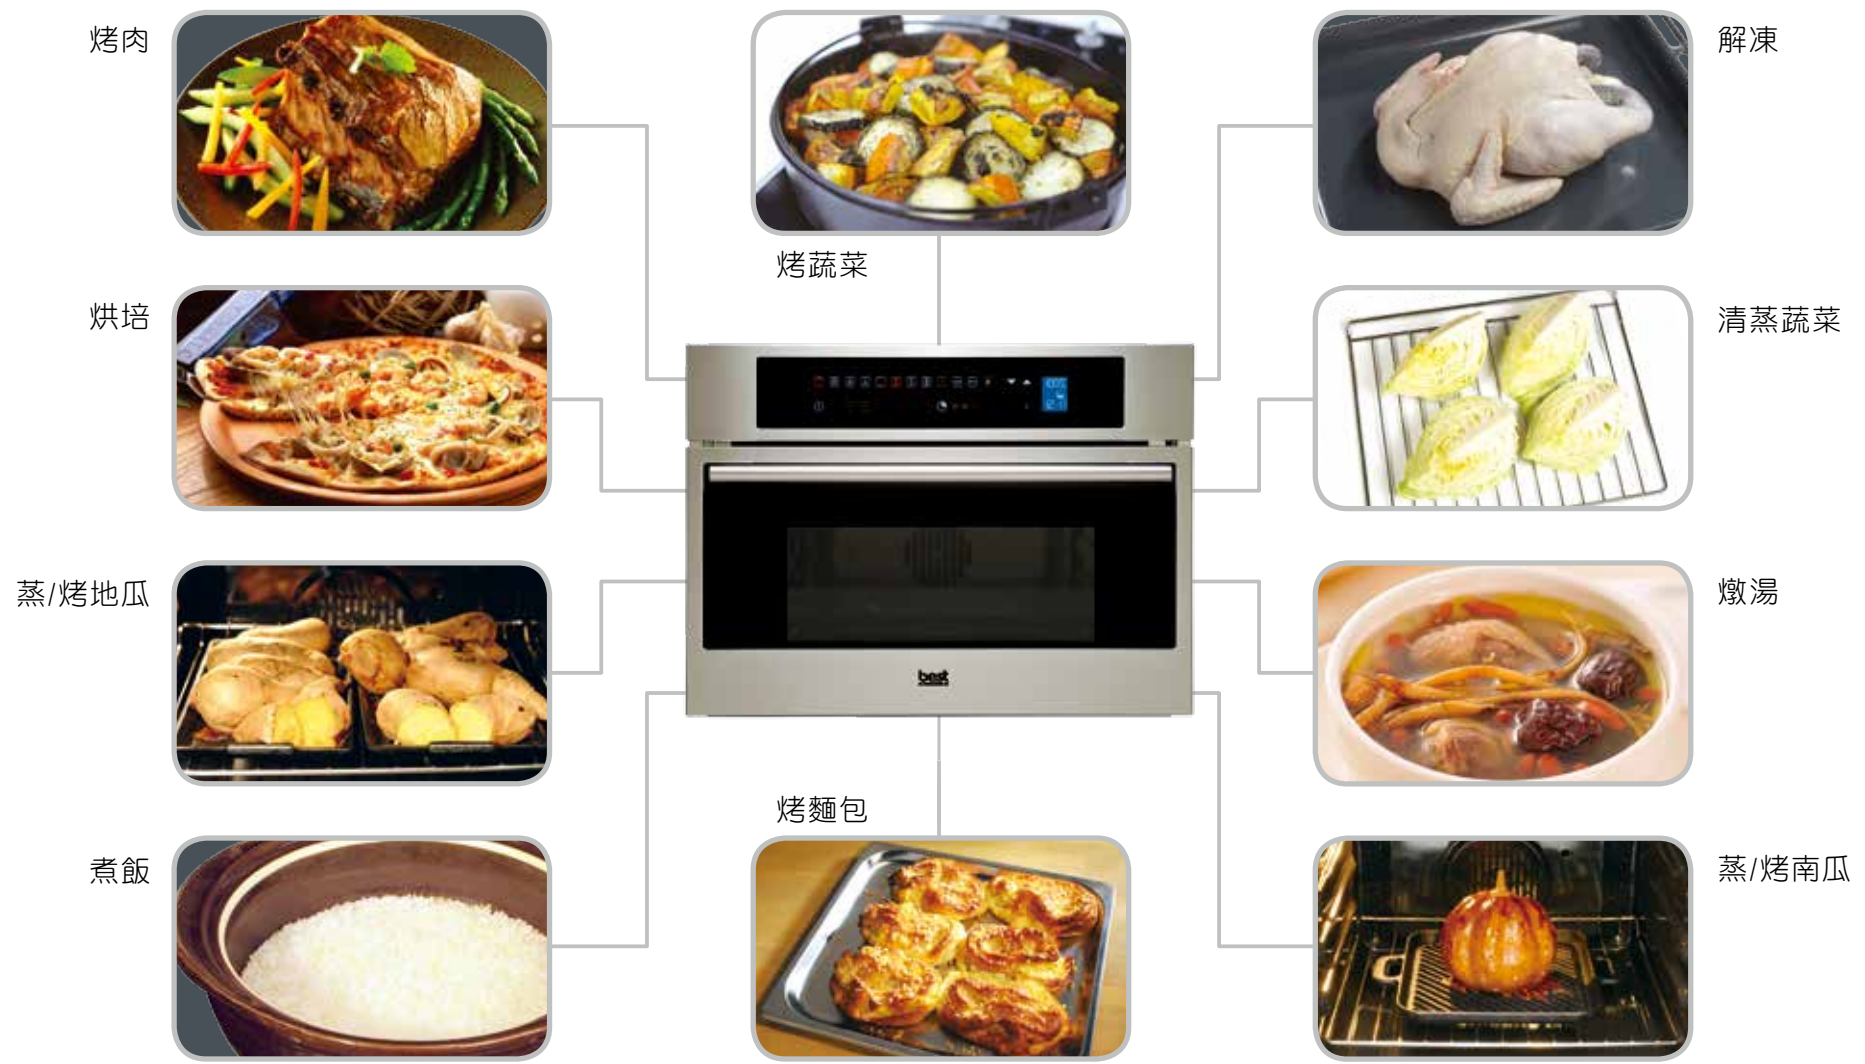 烤肉
解凍
烤蔬菜
烘培
清蒸蔬菜
蒸/烤地瓜
best
燉湯
烤麵包
煮飯
蒸/烤南瓜